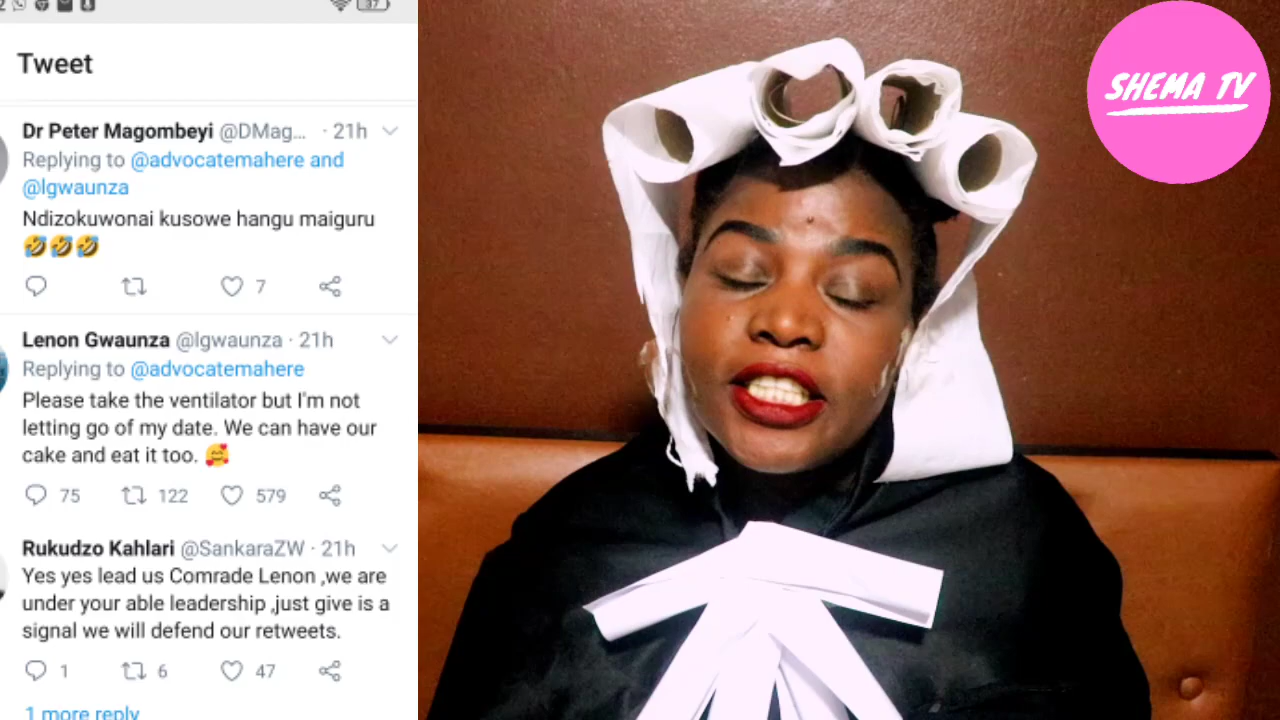 37
Tweet
Dr Peter Magombeyi @DMag... · 21h
Replying to @advocatemahere and
@lgwaunza
Ndizokuwonai kusowe hangu maiguru
🤣🤣🤣
7
Lenon Gwaunza @lgwaunza · 21h
Replying to @advocatemahere
Please take the ventilator but I'm not
letting go of my date. We can have our
cake and eat it too. 🥰
75 122 579
Rukudzo Kahlari @SankaraZW · 21h
Yes yes lead us Comrade Lenon ,we are
under your able leadership ,just give is a
signal we will defend our retweets.
1 6 47
1 more reply
SHEMA TV